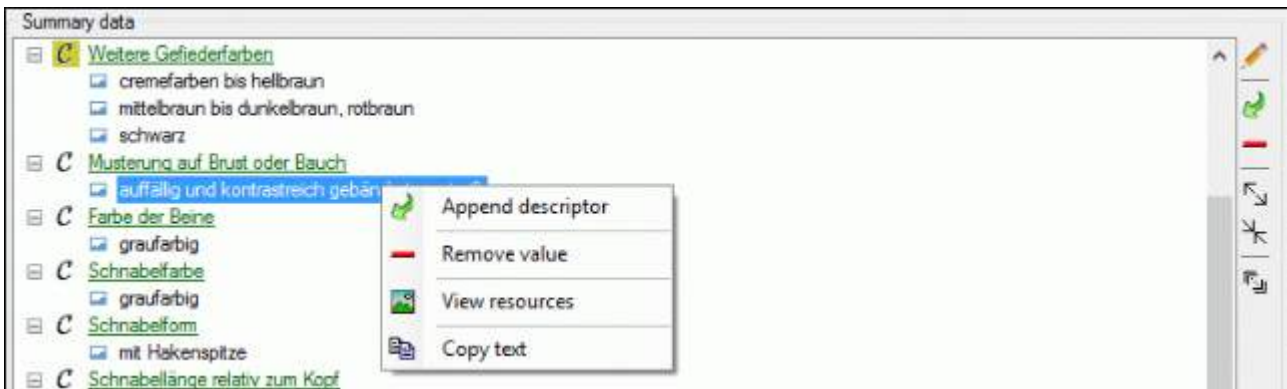 Summary data
C Weitere Gefiederfarben
cremefarben bis hellbraun
mittelbraun bis dunkelbraun, rotbraun
schwarz
C Musterung auf Brust oder Bauch
auffällig und kontrastreich
C Farbe der Beine
graufarbig
C Schnabelfarbe
graufarbig
C Schnabelform
mit Hakenspitze
C Schnabellänge relativ zum Kopf
Append descriptor
Remove value
View resources
Copy text